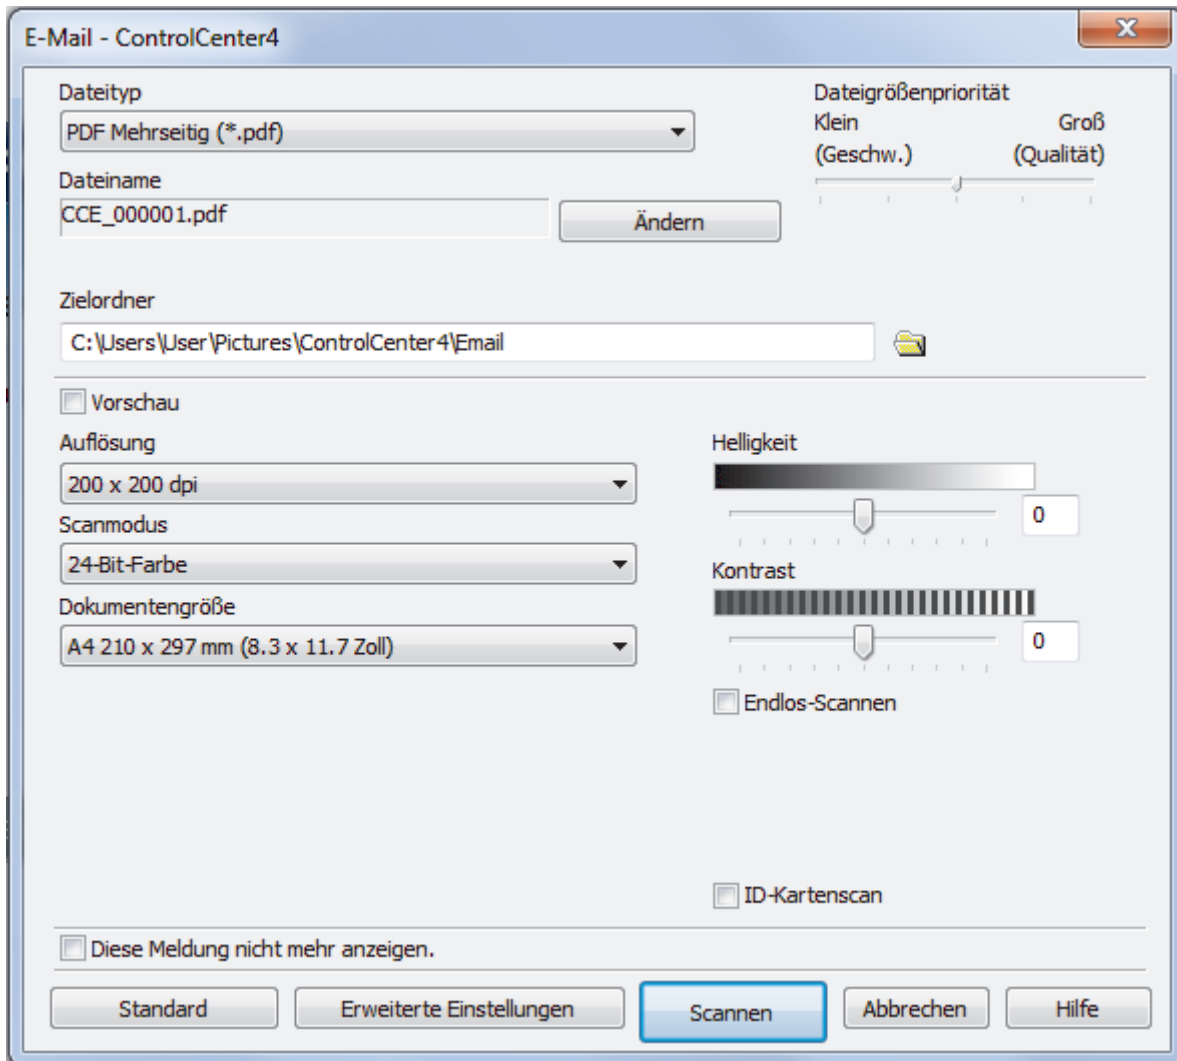 E-Mail - ControlCenter4
Dateityp
PDF Mehrseitig (*.pdf)
Dateigrößenpriorität
Klein Groß
(Geschw.) (Qualität)
Dateiname
CCE_000001.pdf
Ändern
Zielordner
C:\Users\User\Pictures\ControlCenter4\Email
Vorschau
Auflösung
200 x 200 dpi
Scanmodus
24-Bit-Farbe
Dokumentengröße
A4 210 x 297 mm (8.3 x 11.7 Zoll)
Helligkeit
0
Kontrast
0
Endlos-Scannen
ID-Kartenscan
Diese Meldung nicht mehr anzeigen.
Standard Erweiterte Einstellungen Scannen Abbrechen Hilfe